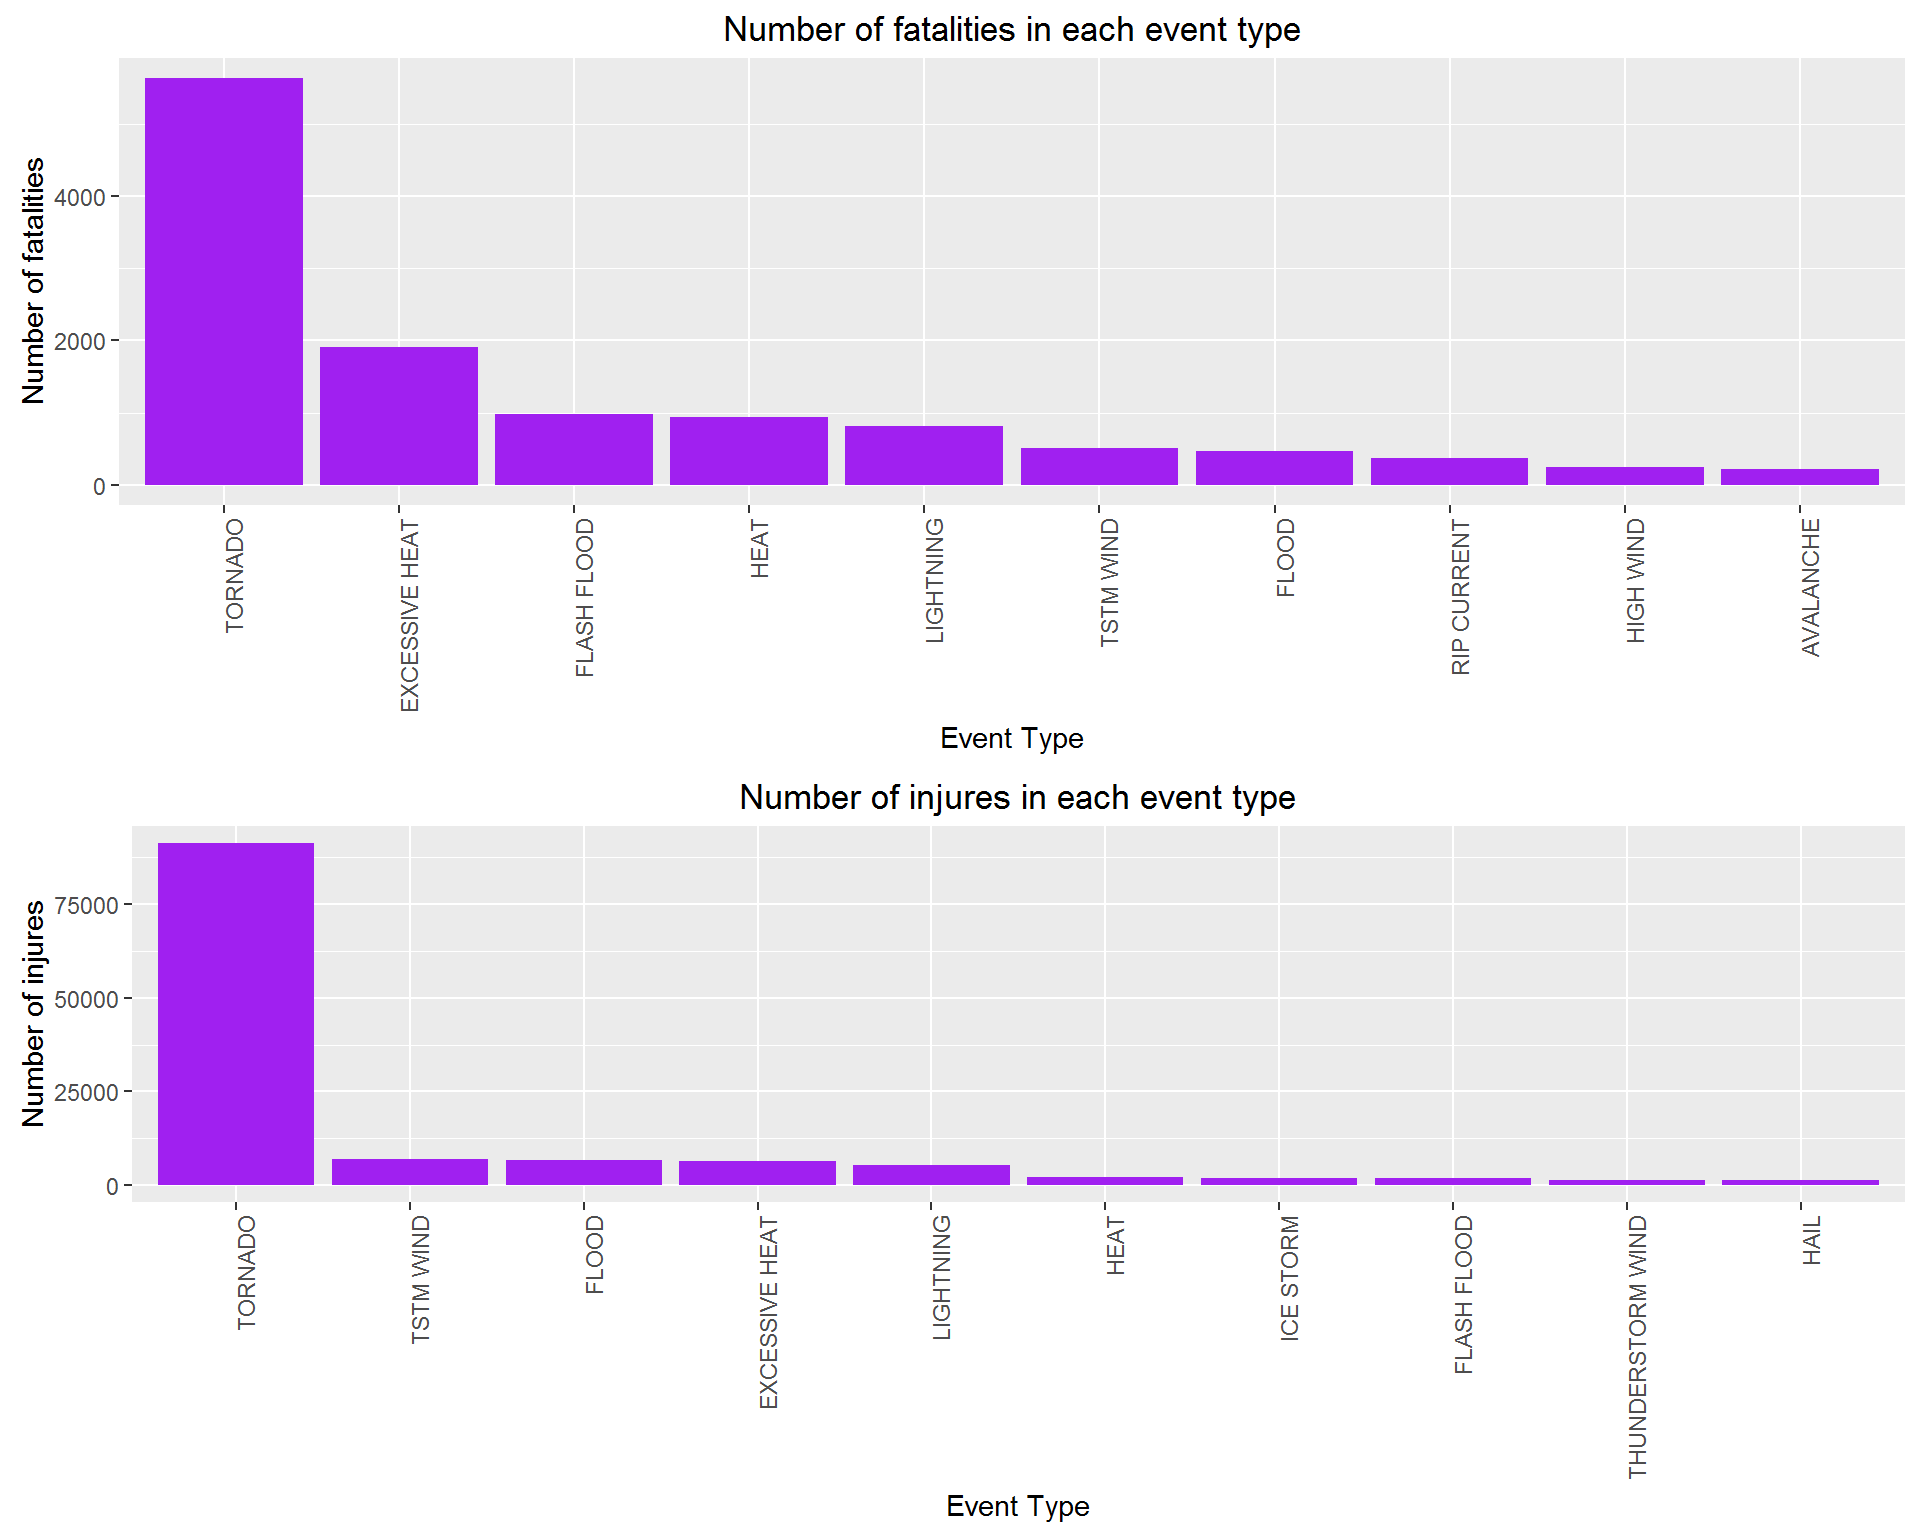 Number of fatalities in each event type
Number of fatalities
4000
2000
0
TORNADO
EXCESSIVE HEAT
FLASH FLOOD
HEAT
LIGHTNING
TSTM WIND
FLOOD
RIP CURRENT
HIGH WIND
AVALANCHE
Event Type
Number of injures in each event type
Number of injures
75000
50000
25000
0
TORNADO
TSTM WIND
FLOOD
EXCESSIVE HEAT
LIGHTNING
HEAT
ICE STORM
FLASH FLOOD
THUNDERSTORM WIND
HAIL
Event Type